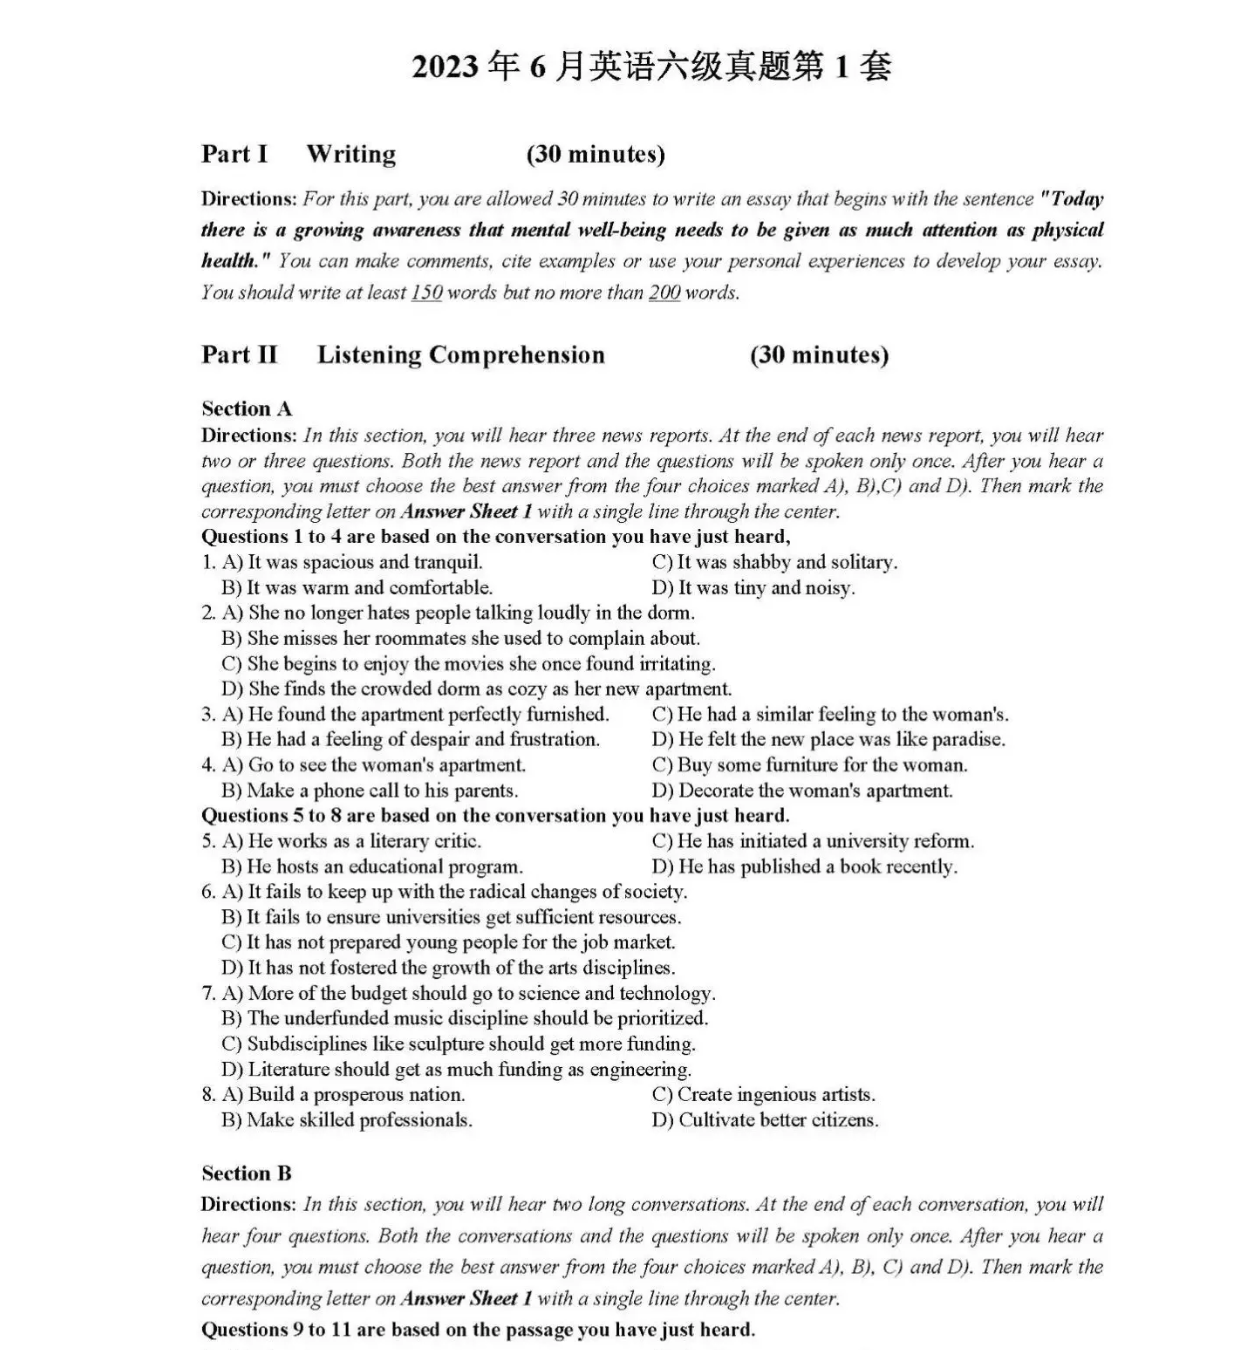 2023 年 6 月英语六级真题第 1 套
Part I Writing (30 minutes)
Directions: For this part, you are allowed 30 minutes to write an essay that begins with the sentence "Today
there is a growing awareness that mental well-being needs to be given as much attention as physical
health." You can make comments, cite examples or use your personal experiences to develop your essay.
You should write at least 150 words but no more than 200 words.
Part II Listening Comprehension (30 minutes)
Section A
Directions: In this section, you will hear three news reports. At the end of each news report, you will hear
two or three questions. Both the news report and the questions will be spoken only once. After you hear a
question, you must choose the best answer from the four choices marked A), B),C) and D). Then mark the
corresponding letter on Answer Sheet 1 with a single line through the center.
Questions 1 to 4 are based on the conversation you have just heard,
1. A) It was spacious and tranquil. C) It was shabby and solitary.
B) It was warm and comfortable. D) It was tiny and noisy.
2. A) She no longer hates people talking loudly in the dorm.
B) She misses her roommates she used to complain about.
C) She begins to enjoy the movies she once found irritating.
D) She finds the crowded dorm as cozy as her new apartment.
3. A) He found the apartment perfectly furnished. C) He had a similar feeling to the woman's.
B) He had a feeling of despair and frustration. D) He felt the new place was like paradise.
4. A) Go to see the woman's apartment. C) Buy some furniture for the woman.
B) Make a phone call to his parents. D) Decorate the woman's apartment.
Questions 5 to 8 are based on the conversation you have just heard.
5. A) He works as a literary critic. C) He has initiated a university reform.
B) He hosts an educational program. D) He has published a book recently.
6. A) It fails to keep up with the radical changes of society.
B) It fails to ensure universities get sufficient resources.
C) It has not prepared young people for the job market.
D) It has not fostered the growth of the arts disciplines.
7. A) More of the budget should go to science and technology.
B) The underfunded music discipline should be prioritized.
C) Subdisciplines like sculpture should get more funding.
D) Literature should get as much funding as engineering.
8. A) Build a prosperous nation. C) Create ingenious artists.
B) Make skilled professionals. D) Cultivate better citizens.
Section B
Directions: In this section, you will hear two long conversations. At the end of each conversation, you will
hear four questions. Both the conversations and the questions will be spoken only once. After you hear a
question, you must choose the best answer from the four choices marked A), B), C) and D). Then mark the
corresponding letter on Answer Sheet 1 with a single line through the center.
Questions 9 to 11 are based on the passage you have just heard.